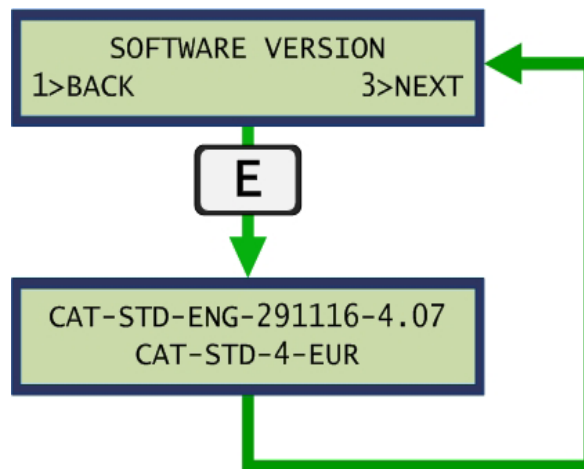 SOFTWARE VERSION
1>BACK 3>NEXT
E
CAT-STD-ENG-291116-4.07
CAT-STD-4-EUR